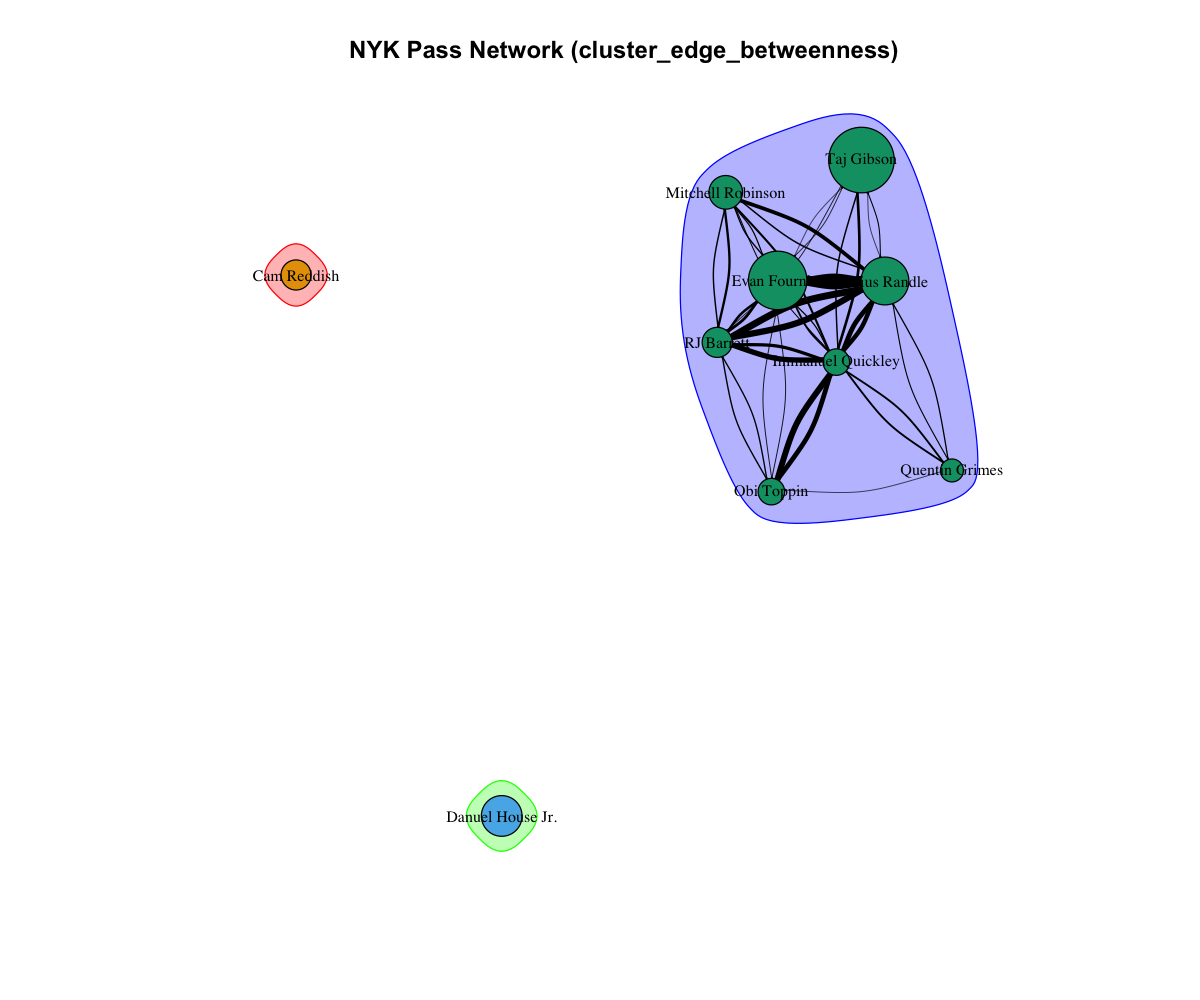 NYK Pass Network (cluster_edge_betweenness)
Taj Gibson
Mitchell Robinson
Cam Reddish
Evan Fourn
us Randle
RJ Barrett
Immanuel Quickley
Quentin Grimes
Obi Toppin
Danuel House Jr.